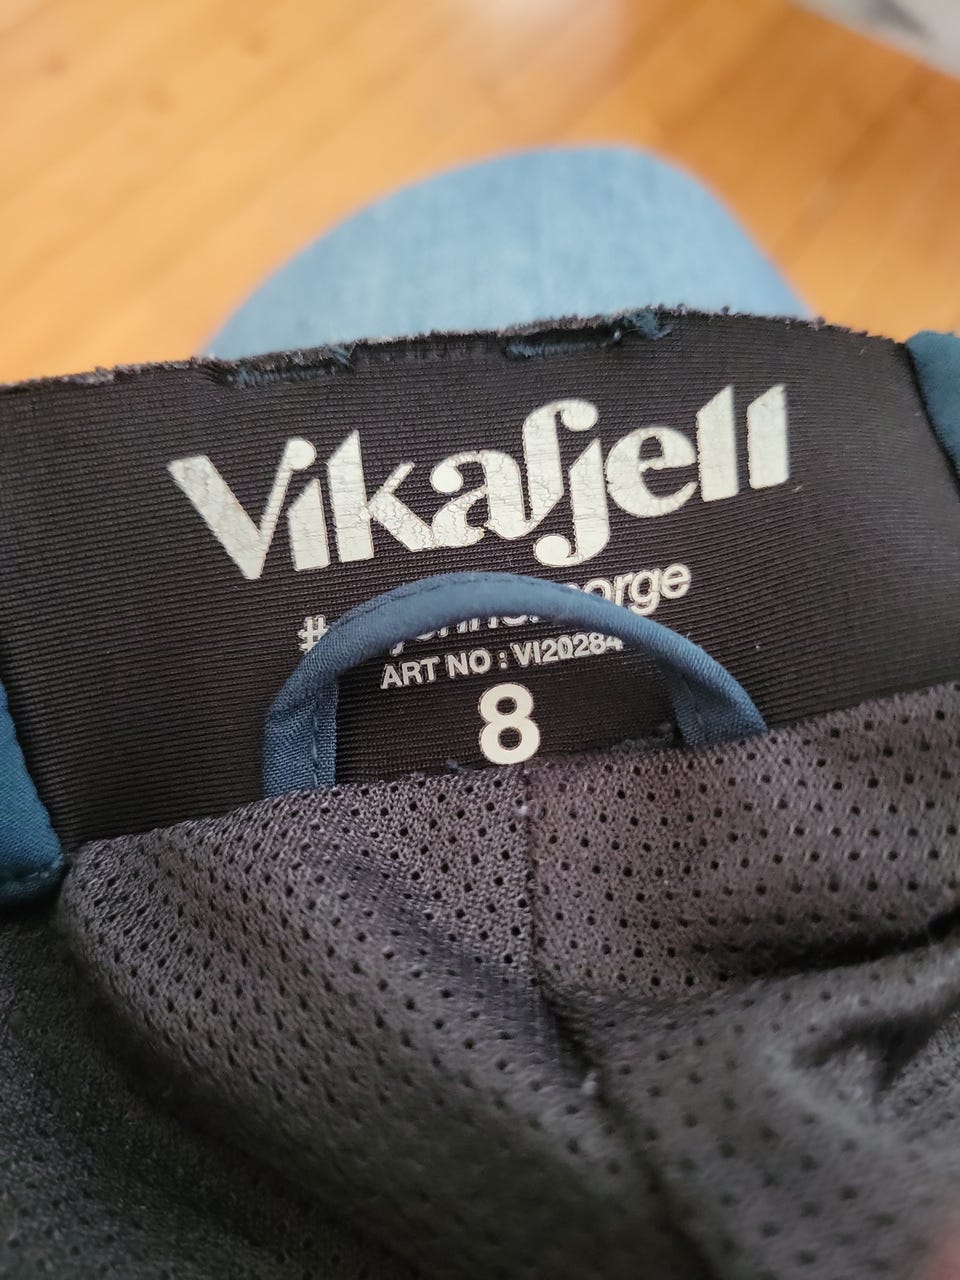 Vikafjell
ART NO : VI20284
8